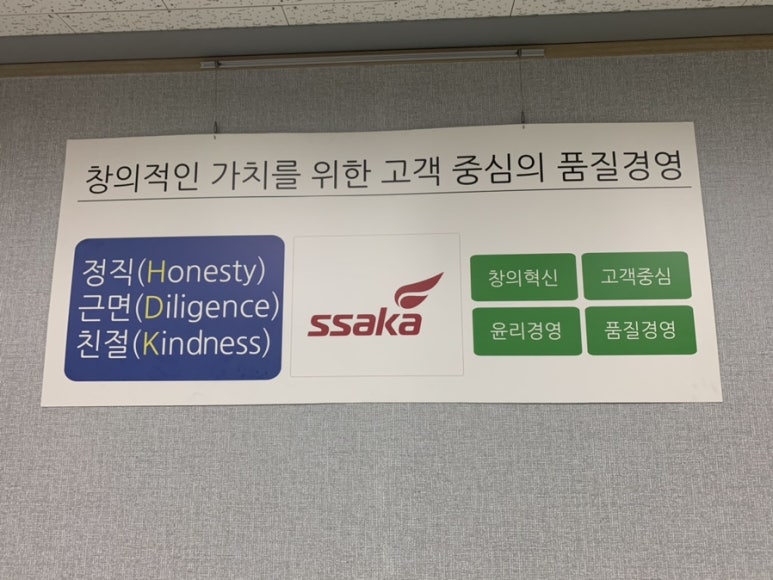 창의적인 가치를 위한 고객 중심의 품질경영
정직(Honesty)
근면(Diligence)
친절(Kindness)
ssaka
창의혁신 고객중심
윤리경영 품질경영